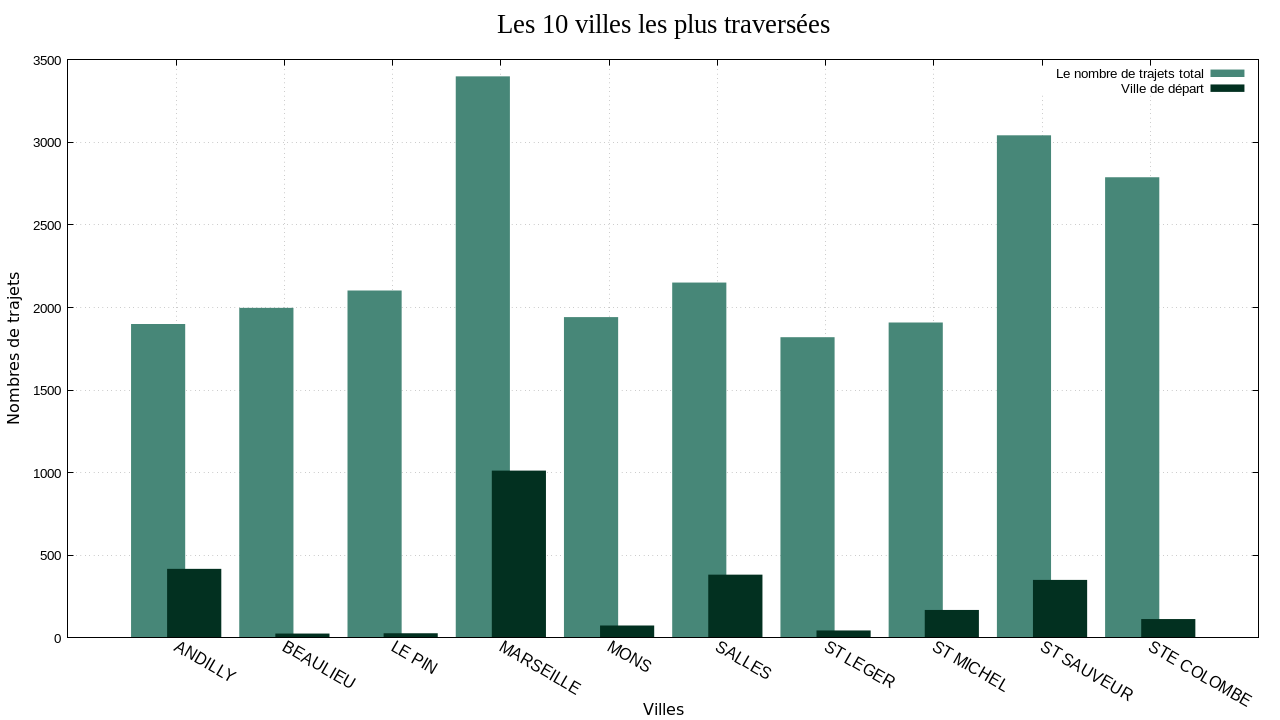 Les 10 villes les plus traversées
3500
3000
2500
2000
1500
1000
500
0
Nombres de trajets
Le nombre de trajets total
Ville de départ
ANDILLY
BEAULIEU
LE PIN
MARSEILLE
MONS
SALLES
ST LEGER
ST MICHEL
ST SAUVEUR
STE COLOMBE
Villes